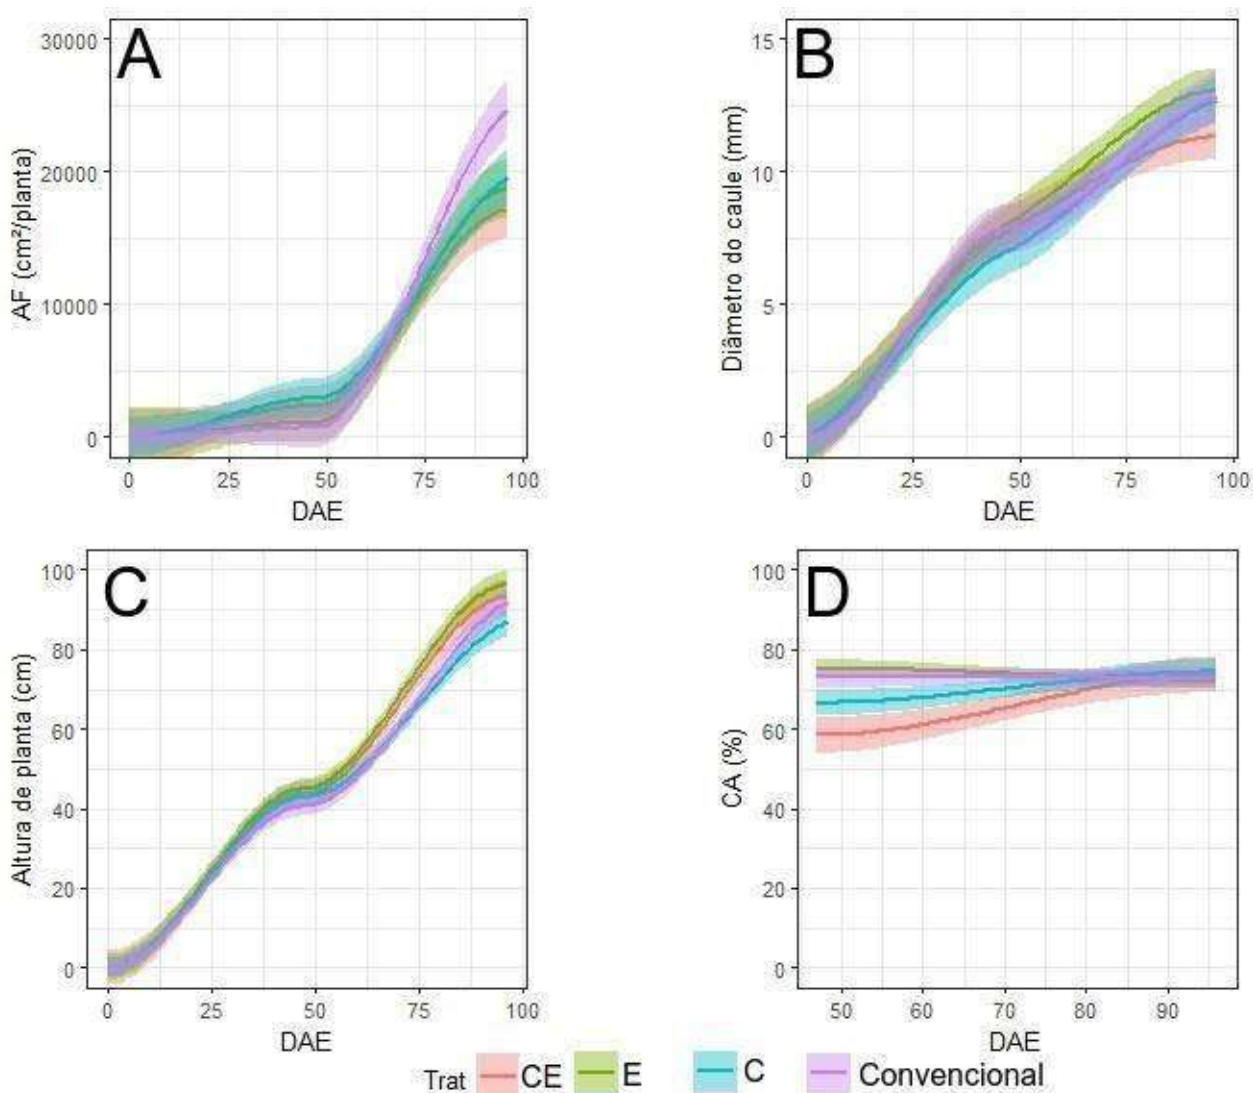 A
30000
20000
10000
0
AF (cm²/planta)
0 25 50 75 100
DAE
B
15
10
5
0
Diâmetro do caule (mm)
0 25 50 75 100
DAE
C
100
80
60
40
20
0
Altura de planta (cm)
0 25 50 75 100
DAE
D
100
80
60
40
20
0
CA (%)
50 60 70 80 90
DAE
Trat CE E C Convencional